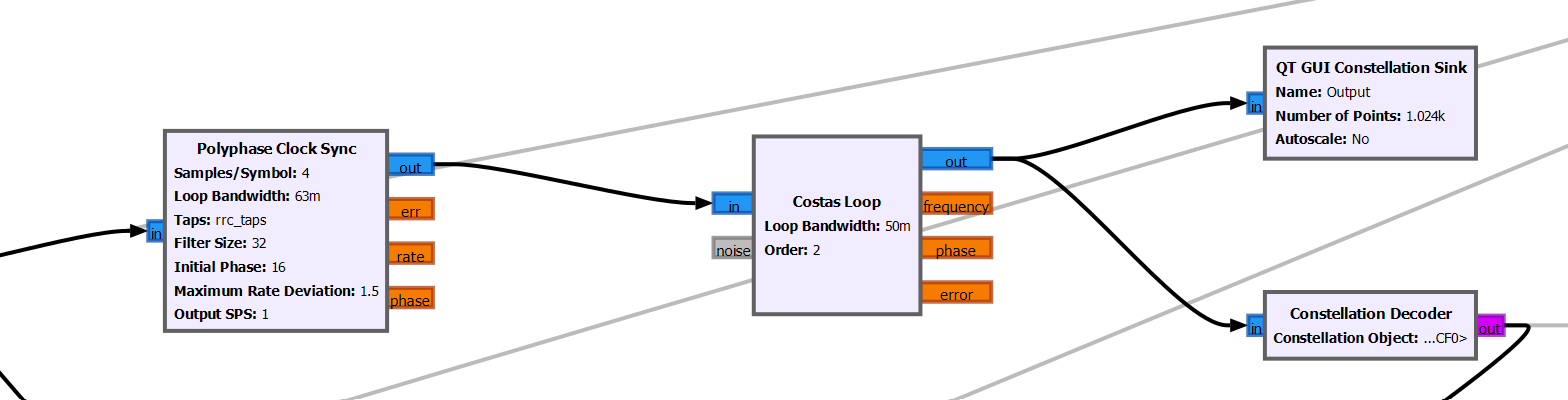 Polyphase Clock Sync
Samples/Symbol: 4
Loop Bandwidth: 63m
Taps: rrc_taps
Filter Size: 32
Initial Phase: 16
Maximum Rate Deviation: 1.5
Output SPS: 1
in
out
err
rate
phase
Costas Loop
Loop Bandwidth: 50m
Order: 2
in
noise
out
frequency
phase
error
QT GUI Constellation Sink
Name: Output
Number of Points: 1.024k
Autoscale: No
in
Constellation Decoder
Constellation Object: ...CF0>
in
out